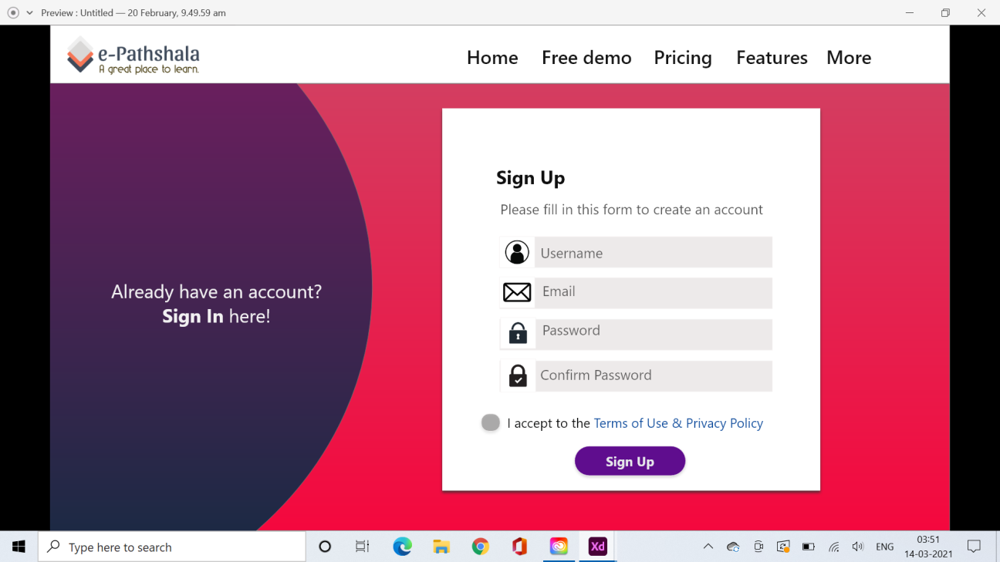 Preview : Untitled — 20 February, 9.49.59 am
e-Pathshala
A great place to learn.
Home Free demo Pricing Features More
Already have an account?
Sign In here!
Sign Up
Please fill in this form to create an account
Username
Email
Password
Confirm Password
I accept to the Terms of Use & Privacy Policy
Sign Up
Type here to search
Xd
ENG
03:51
14-03-2021